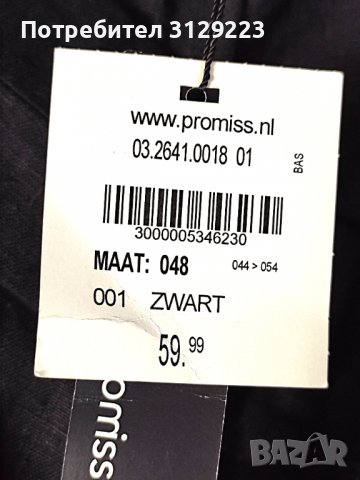 Потребител 3129223
www.promiss.nl
03.2641.0018 01
BAS
3000005346230
MAAT: 048
044 > 054
001 ZWART
59.99
promiss
BAZAR